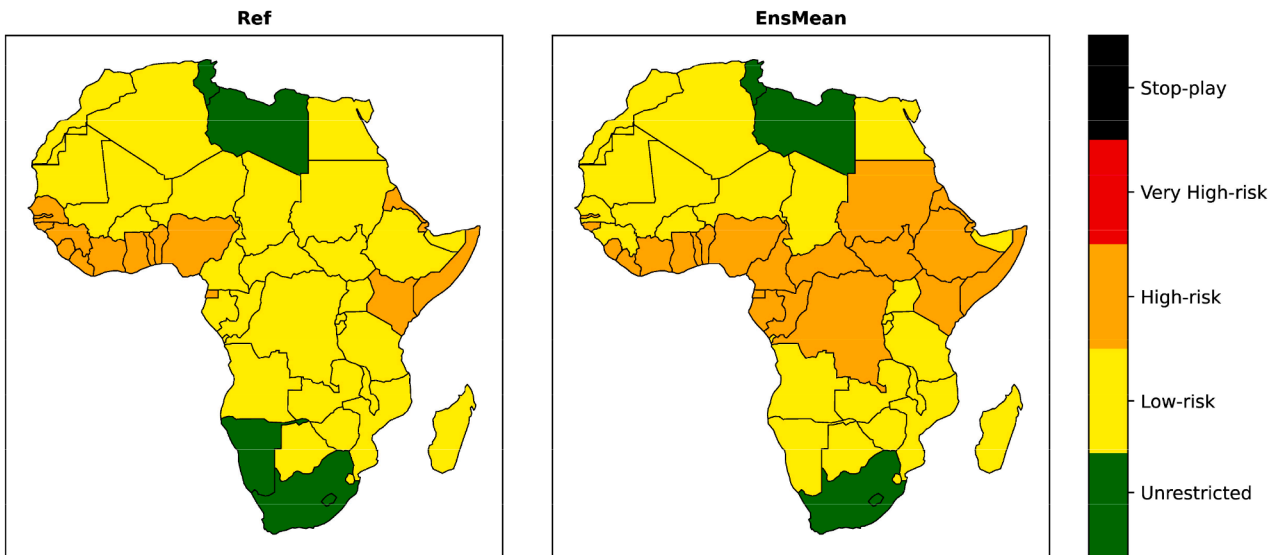 Ref
EnsMean
Stop-play
Very High-risk
High-risk
Low-risk
Unrestricted